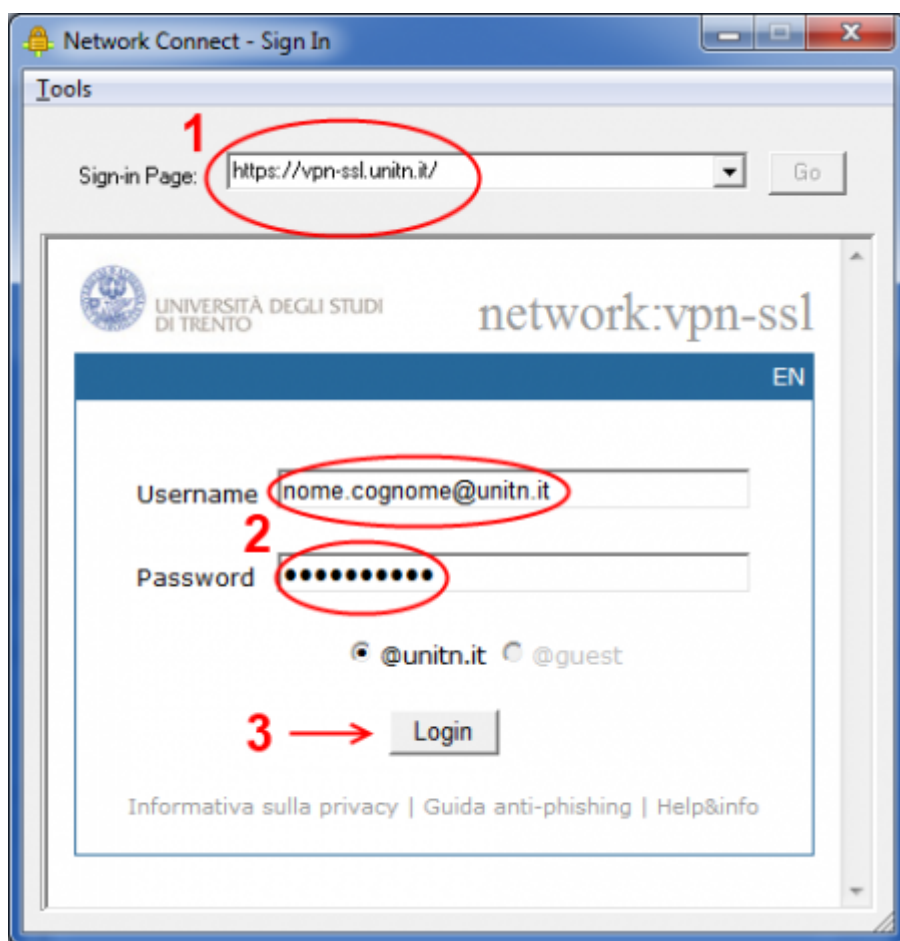 Network Connect - Sign In
Tools
1
Sign-in Page: https://vpn-ssl.unitn.it/ Go
UNIVERSITÀ DEGLI STUDI
DI TRENTO
network:vpn-ssl
EN
Username nome.cognome@unitn.it
2
Password ●●●●●●●●●●
@unitn.it @guest
3 Login
Informativa sulla privacy | Guida anti-phishing | Help&info